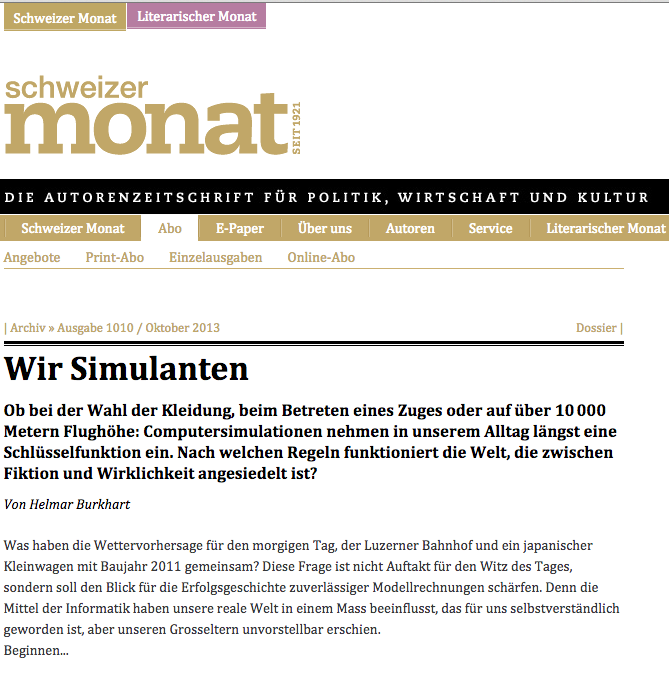 Schweizer Monat
Literarischer Monat
schweizer
monat
SEIT 1921
DIE AUTORENZEITSCHRIFT FÜR POLITIK, WIRTSCHAFT UND KULTUR
Schweizer Monat Abo E-Paper Über uns Autoren Service Literarischer Monat
Angebote Print-Abo Einzelausgaben Online-Abo
| Archiv » Ausgabe 1010 / Oktober 2013 Dossier |
Wir Simulanten
Ob bei der Wahl der Kleidung, beim Betreten eines Zuges oder auf über 10 000
Metern Flughöhe: Computersimulationen nehmen in unserem Alltag längst eine
Schlüsselfunktion ein. Nach welchen Regeln funktioniert die Welt, die zwischen
Fiktion und Wirklichkeit angesiedelt ist?
Von Helmar Burkhart
Was haben die Wettervorhersage für den morgigen Tag, der Luzerner Bahnhof und ein japanischer
Kleinwagen mit Baujahr 2011 gemeinsam? Diese Frage ist nicht Auftakt für den Witz des Tages,
sondern soll den Blick für die Erfolgsgeschichte zuverlässiger Modellrechnungen schärfen. Denn die
Mittel der Informatik haben unsere reale Welt in einem Mass beeinflusst, das für uns selbstverständlich
geworden ist, aber unseren Grosseltern unvorstellbar erschien.
Beginnen...